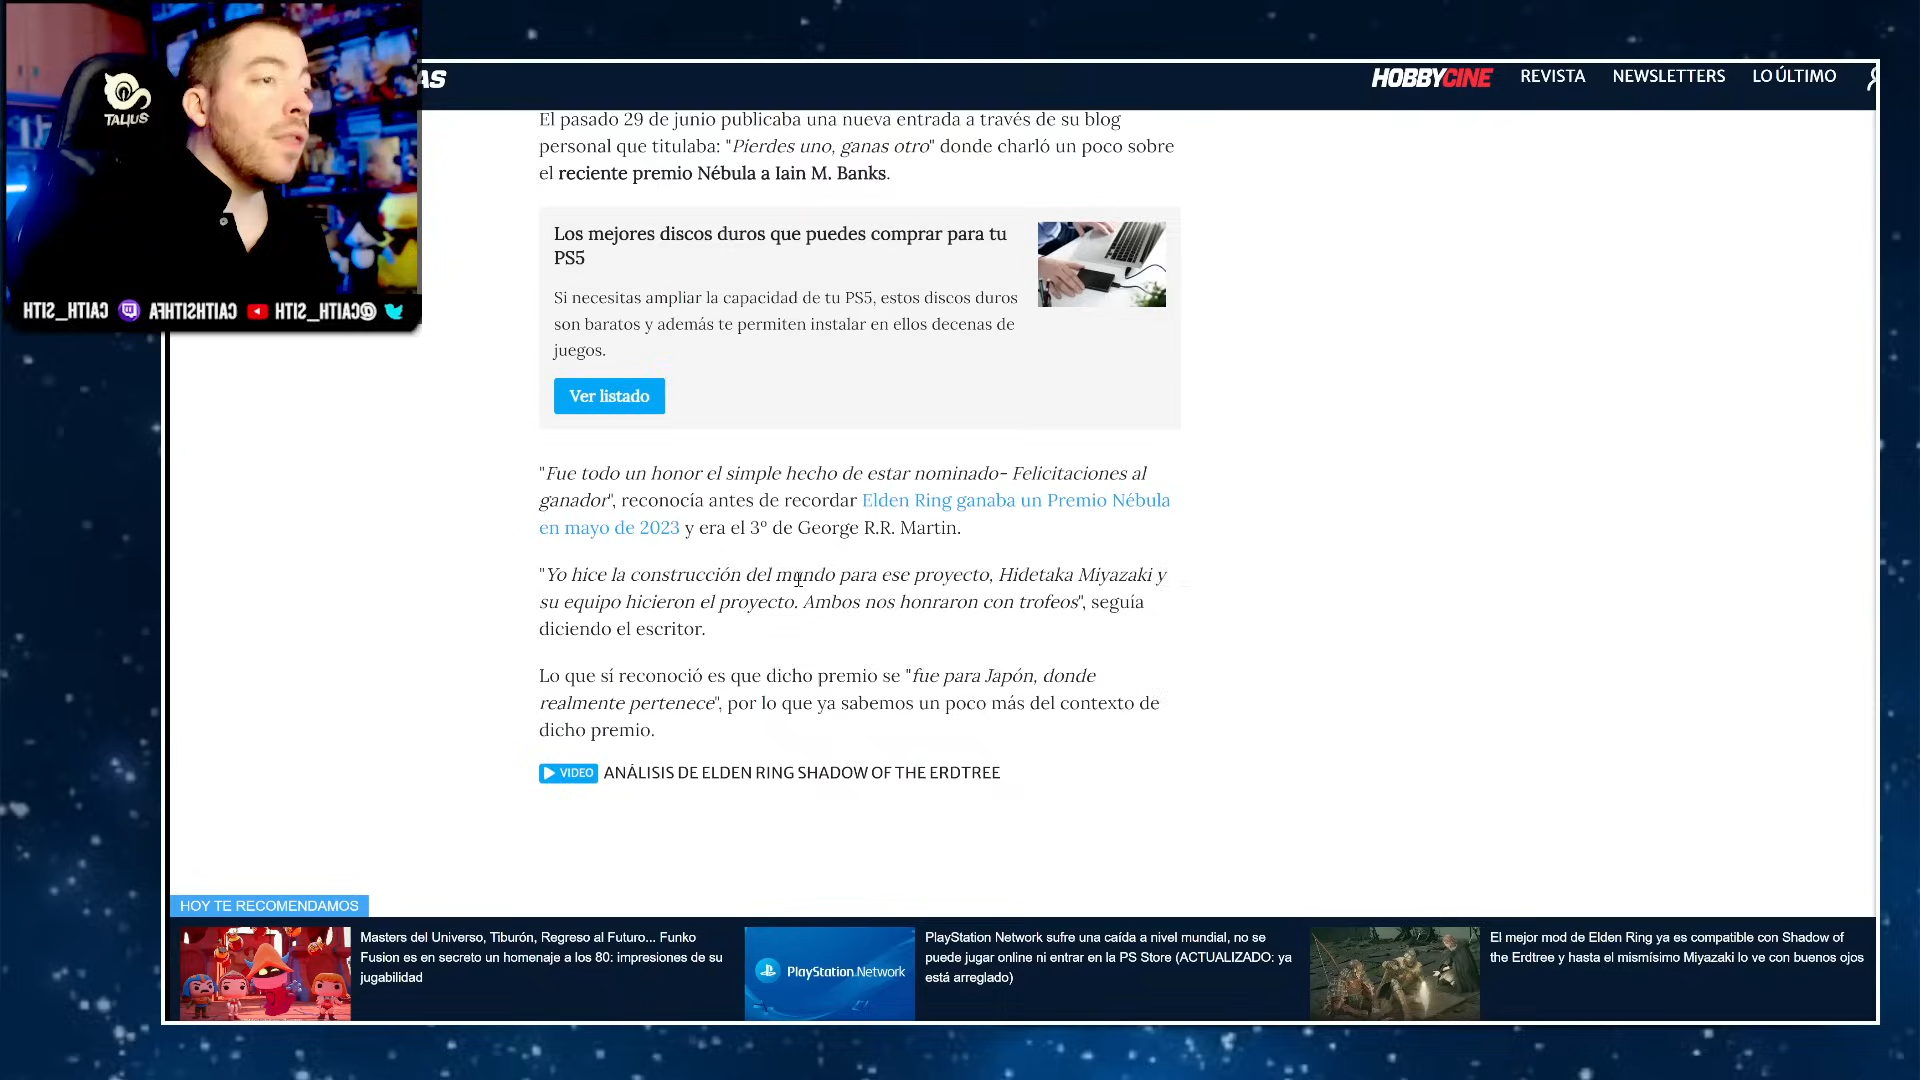 TALIUS
HTIS_HTIAC AFHTISHTIAC HTIS_HTIAC@
AS
HOBBYCINE REVISTA NEWSLETTERS LO ÚLTIMO
El pasado 29 de junio publicaba una nueva entrada a través de su blog
personal que titulaba: "Pierdes uno, ganas otro" donde charló un poco sobre
el reciente premio Nébula a Iain M. Banks.
Los mejores discos duros que puedes comprar para tu
PS5
Si necesitas ampliar la capacidad de tu PS5, estos discos duros
son baratos y además te permiten instalar en ellos decenas de
juegos.
Ver listado
"Fue todo un honor el simple hecho de estar nominado- Felicitaciones al
ganador", reconocía antes de recordar Elden Ring ganaba un Premio Nébula
en mayo de 2023 y era el 3º de George R.R. Martin.
"Yo hice la construcción del mundo para ese proyecto, Hidetaka Miyazaki y
su equipo hicieron el proyecto. Ambos nos honraron con trofeos", seguía
diciendo el escritor.
Lo que sí reconoció es que dicho premio se "fue para Japón, donde
realmente pertenece", por lo que ya sabemos un poco más del contexto de
dicho premio.
VIDEO ANÁLISIS DE ELDEN RING SHADOW OF THE ERDTREE
HOY TE RECOMENDAMOS
Masters del Universo, Tiburón, Regreso al Futuro... Funko
Fusion es en secreto un homenaje a los 80: impresiones de su
jugabilidad
PlayStation Network
PlayStation Network sufre una caída a nivel mundial, no se
puede jugar online ni entrar en la PS Store (ACTUALIZADO: ya
está arreglado)
El mejor mod de Elden Ring ya es compatible con Shadow of
the Erdtree y hasta el mismísimo Miyazaki lo ve con buenos ojos